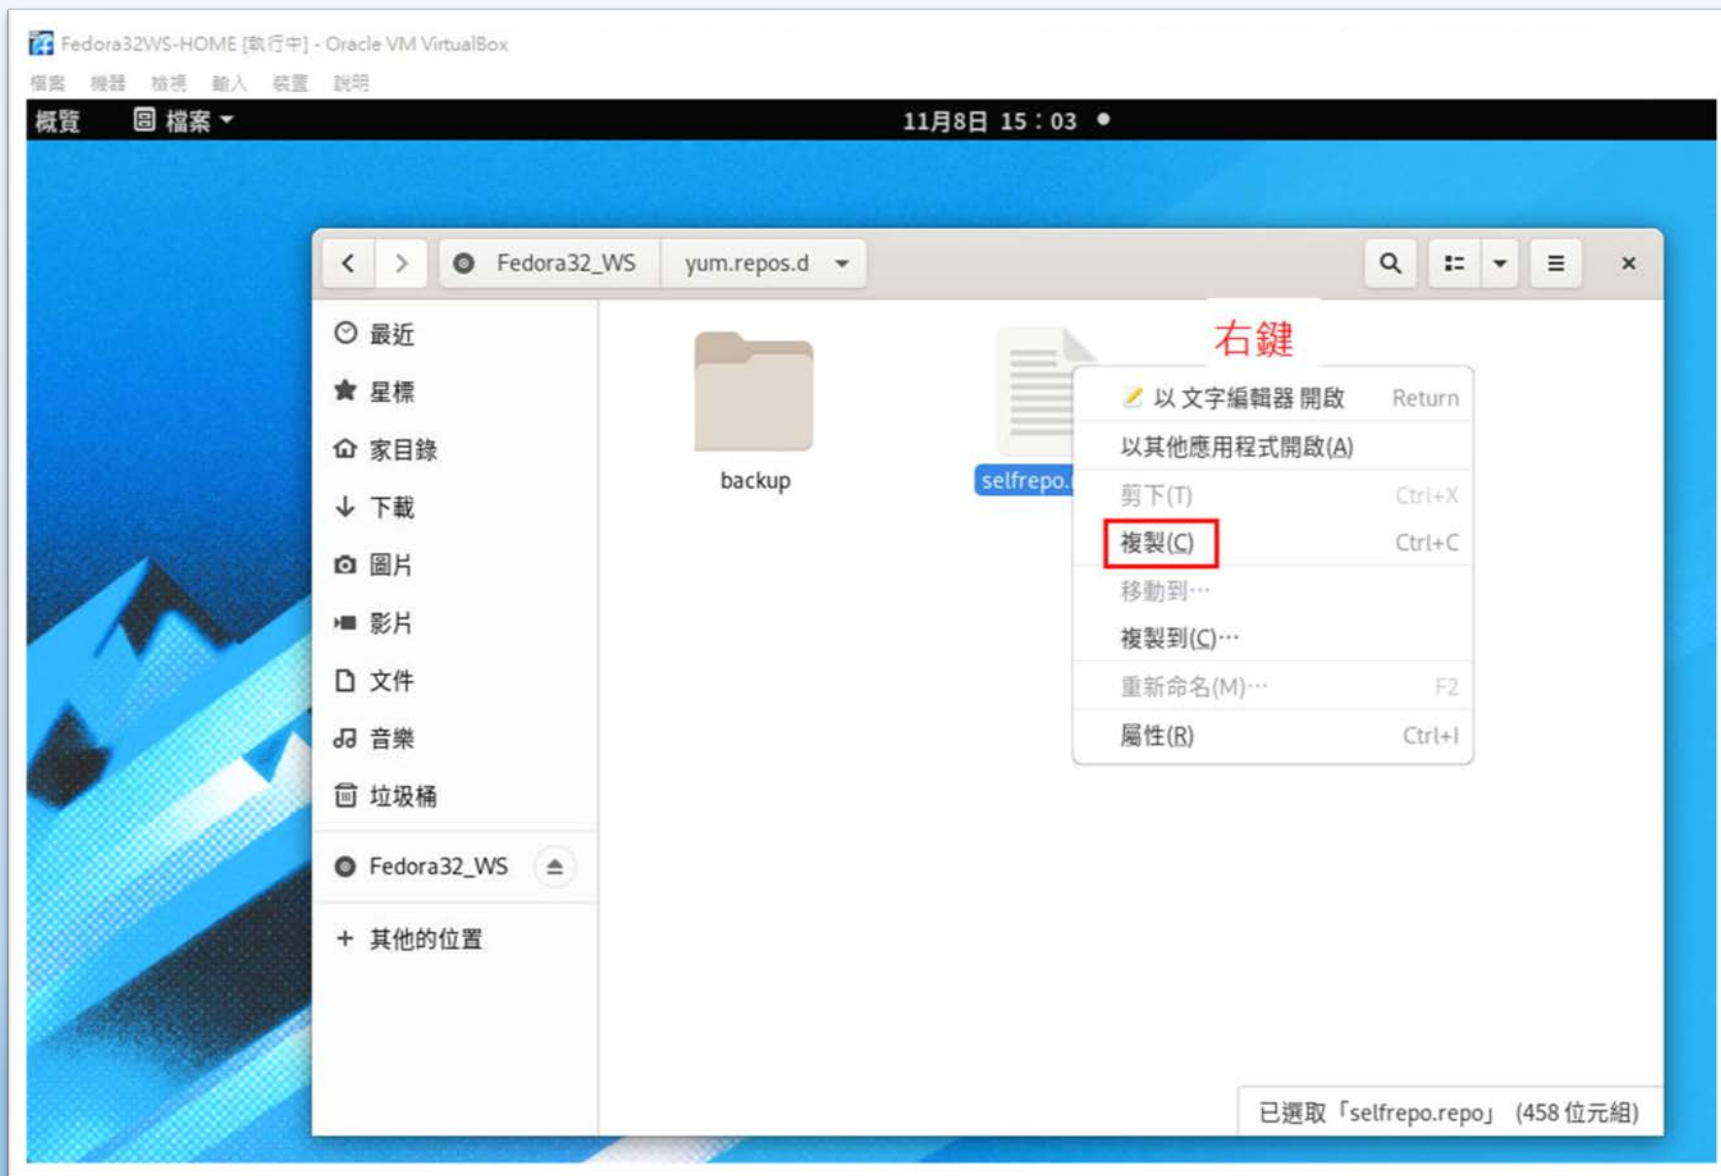 Fedora32WS-HOME [執行中] - Oracle VM VirtualBox
檔案 機器 檢視 輸入 裝置 說明
概覽 檔案 11月8日 15：03
Fedora32_WS yum.repos.d
最近
星標
家目錄
下載
圖片
影片
文件
音樂
垃圾桶
Fedora32_WS
其他的位置
backup
selfrepo.
右鍵
以 文字編輯器 開啟 Return
以其他應用程式開啟(A)
剪下(T) Ctrl+X
複製(C) Ctrl+C
移動到…
複製到(C)…
重新命名(M)… F2
屬性(R) Ctrl+I
已選取「selfrepo.repo」 (458 位元組)